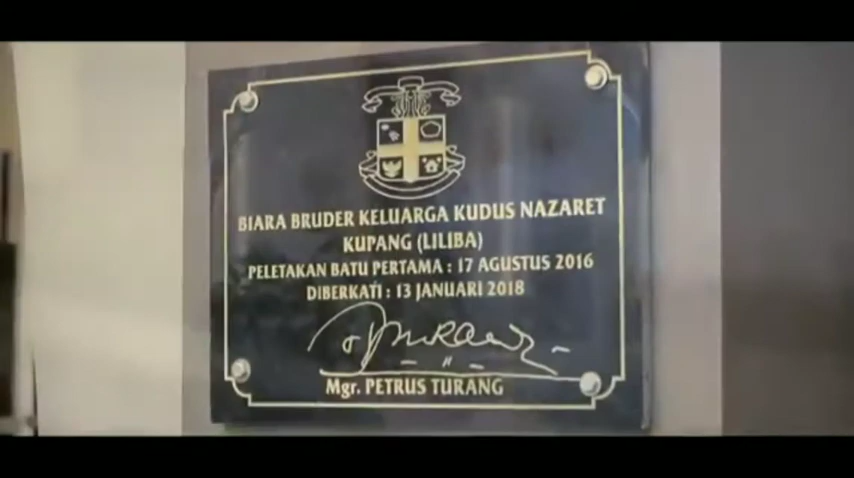 BIARA BRUDER KELUARGA KUDUS NAZARET
KUPANG (LILIBA)
PELETAKAN BATU PERTAMA : 17 AGUSTUS 2016
DIBERKATI : 13 JANUARI 2018
Mgr. PETRUS TURANG